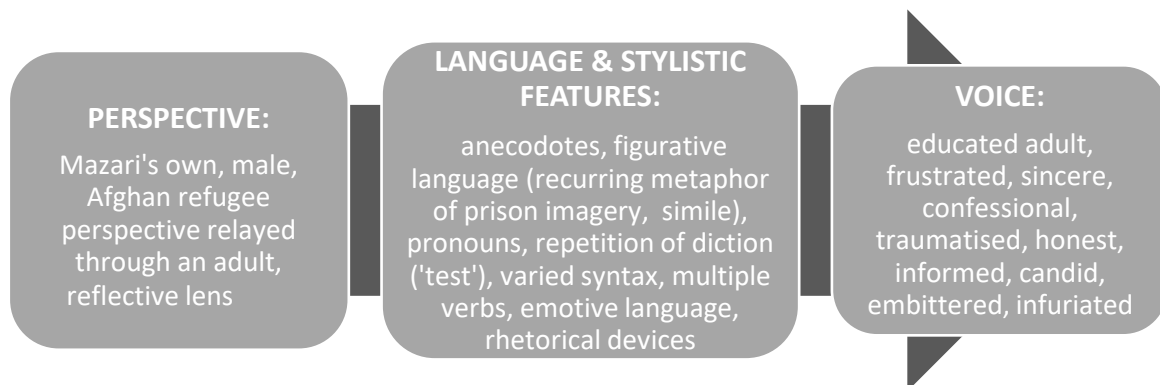 PERSPECTIVE:
Mazari's own, male,
Afghan refugee
perspective relayed
through an adult,
reflective lens
LANGUAGE & STYLISTIC
FEATURES:
anecodotes, figurative
language (recurring metaphor
of prison imagery, simile),
pronouns, repetition of diction
('test'), varied syntax, multiple
verbs, emotive language,
rhetorical devices
VOICE:
educated adult,
frustrated, sincere,
confessional,
traumatised, honest,
informed, candid,
embittered, infuriated